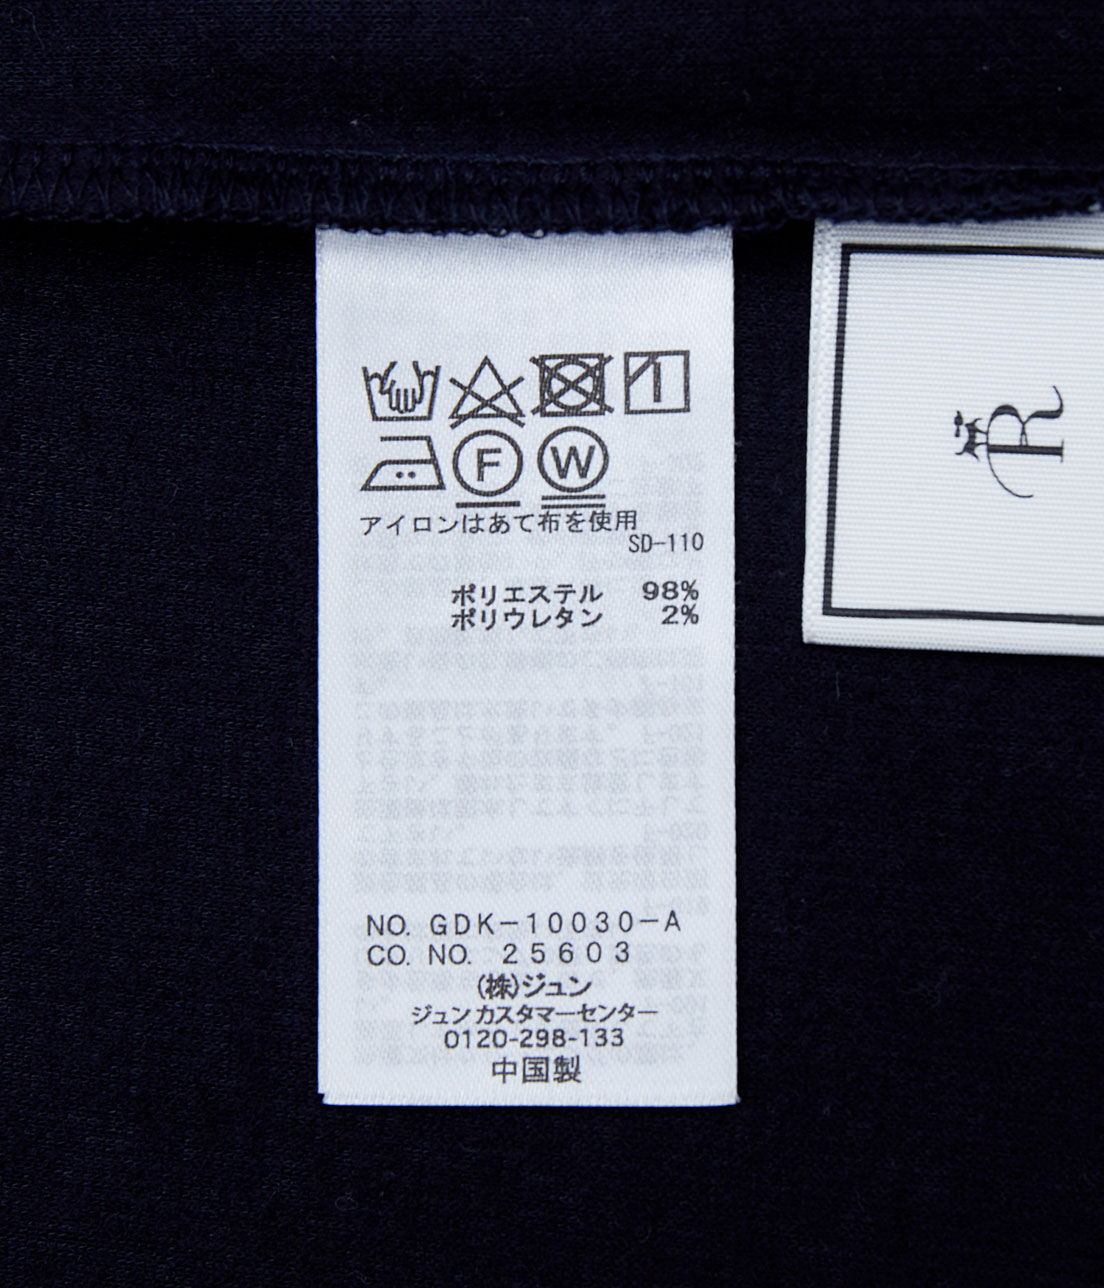 F W
アイロンはあて布を使用
SD-110
ポリエステル 98%
ポリウレタン 2%
NO. GDK-10030-A
CO. NO. 25603
(株)ジュン
ジュンカスタマーセンター
0120-298-133
中国製
R